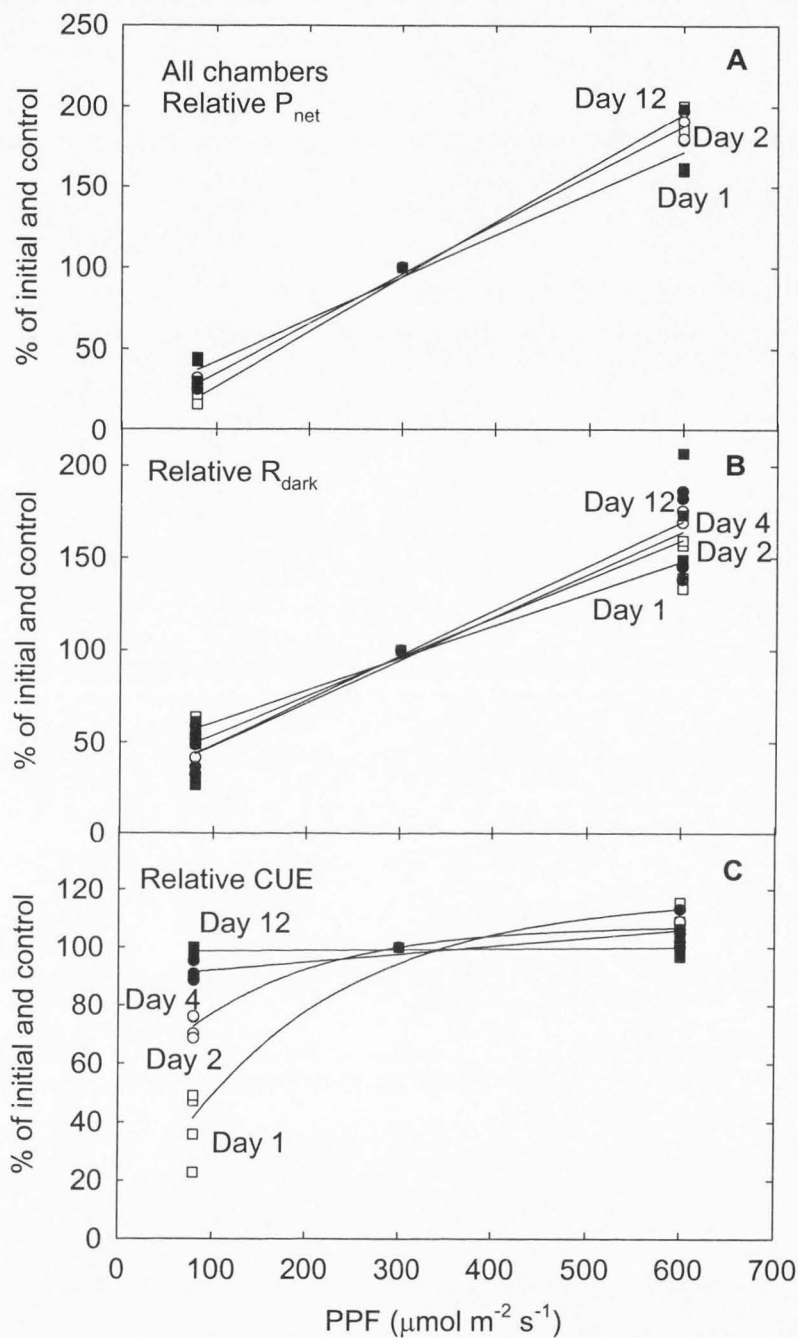 250
200
150
100
50
0
% of initial and control
All chambers
Relative P_net
A
Day 12
Day 2
Day 1
200
150
100
50
0
% of initial and control
Relative R_dark
B
Day 12
Day 4
Day 2
Day 1
120
100
80
60
40
20
0
% of initial and control
Relative CUE
C
Day 12
Day 4
Day 2
Day 1
0 100 200 300 400 500 600 700
PPF (μmol m⁻² s⁻¹)